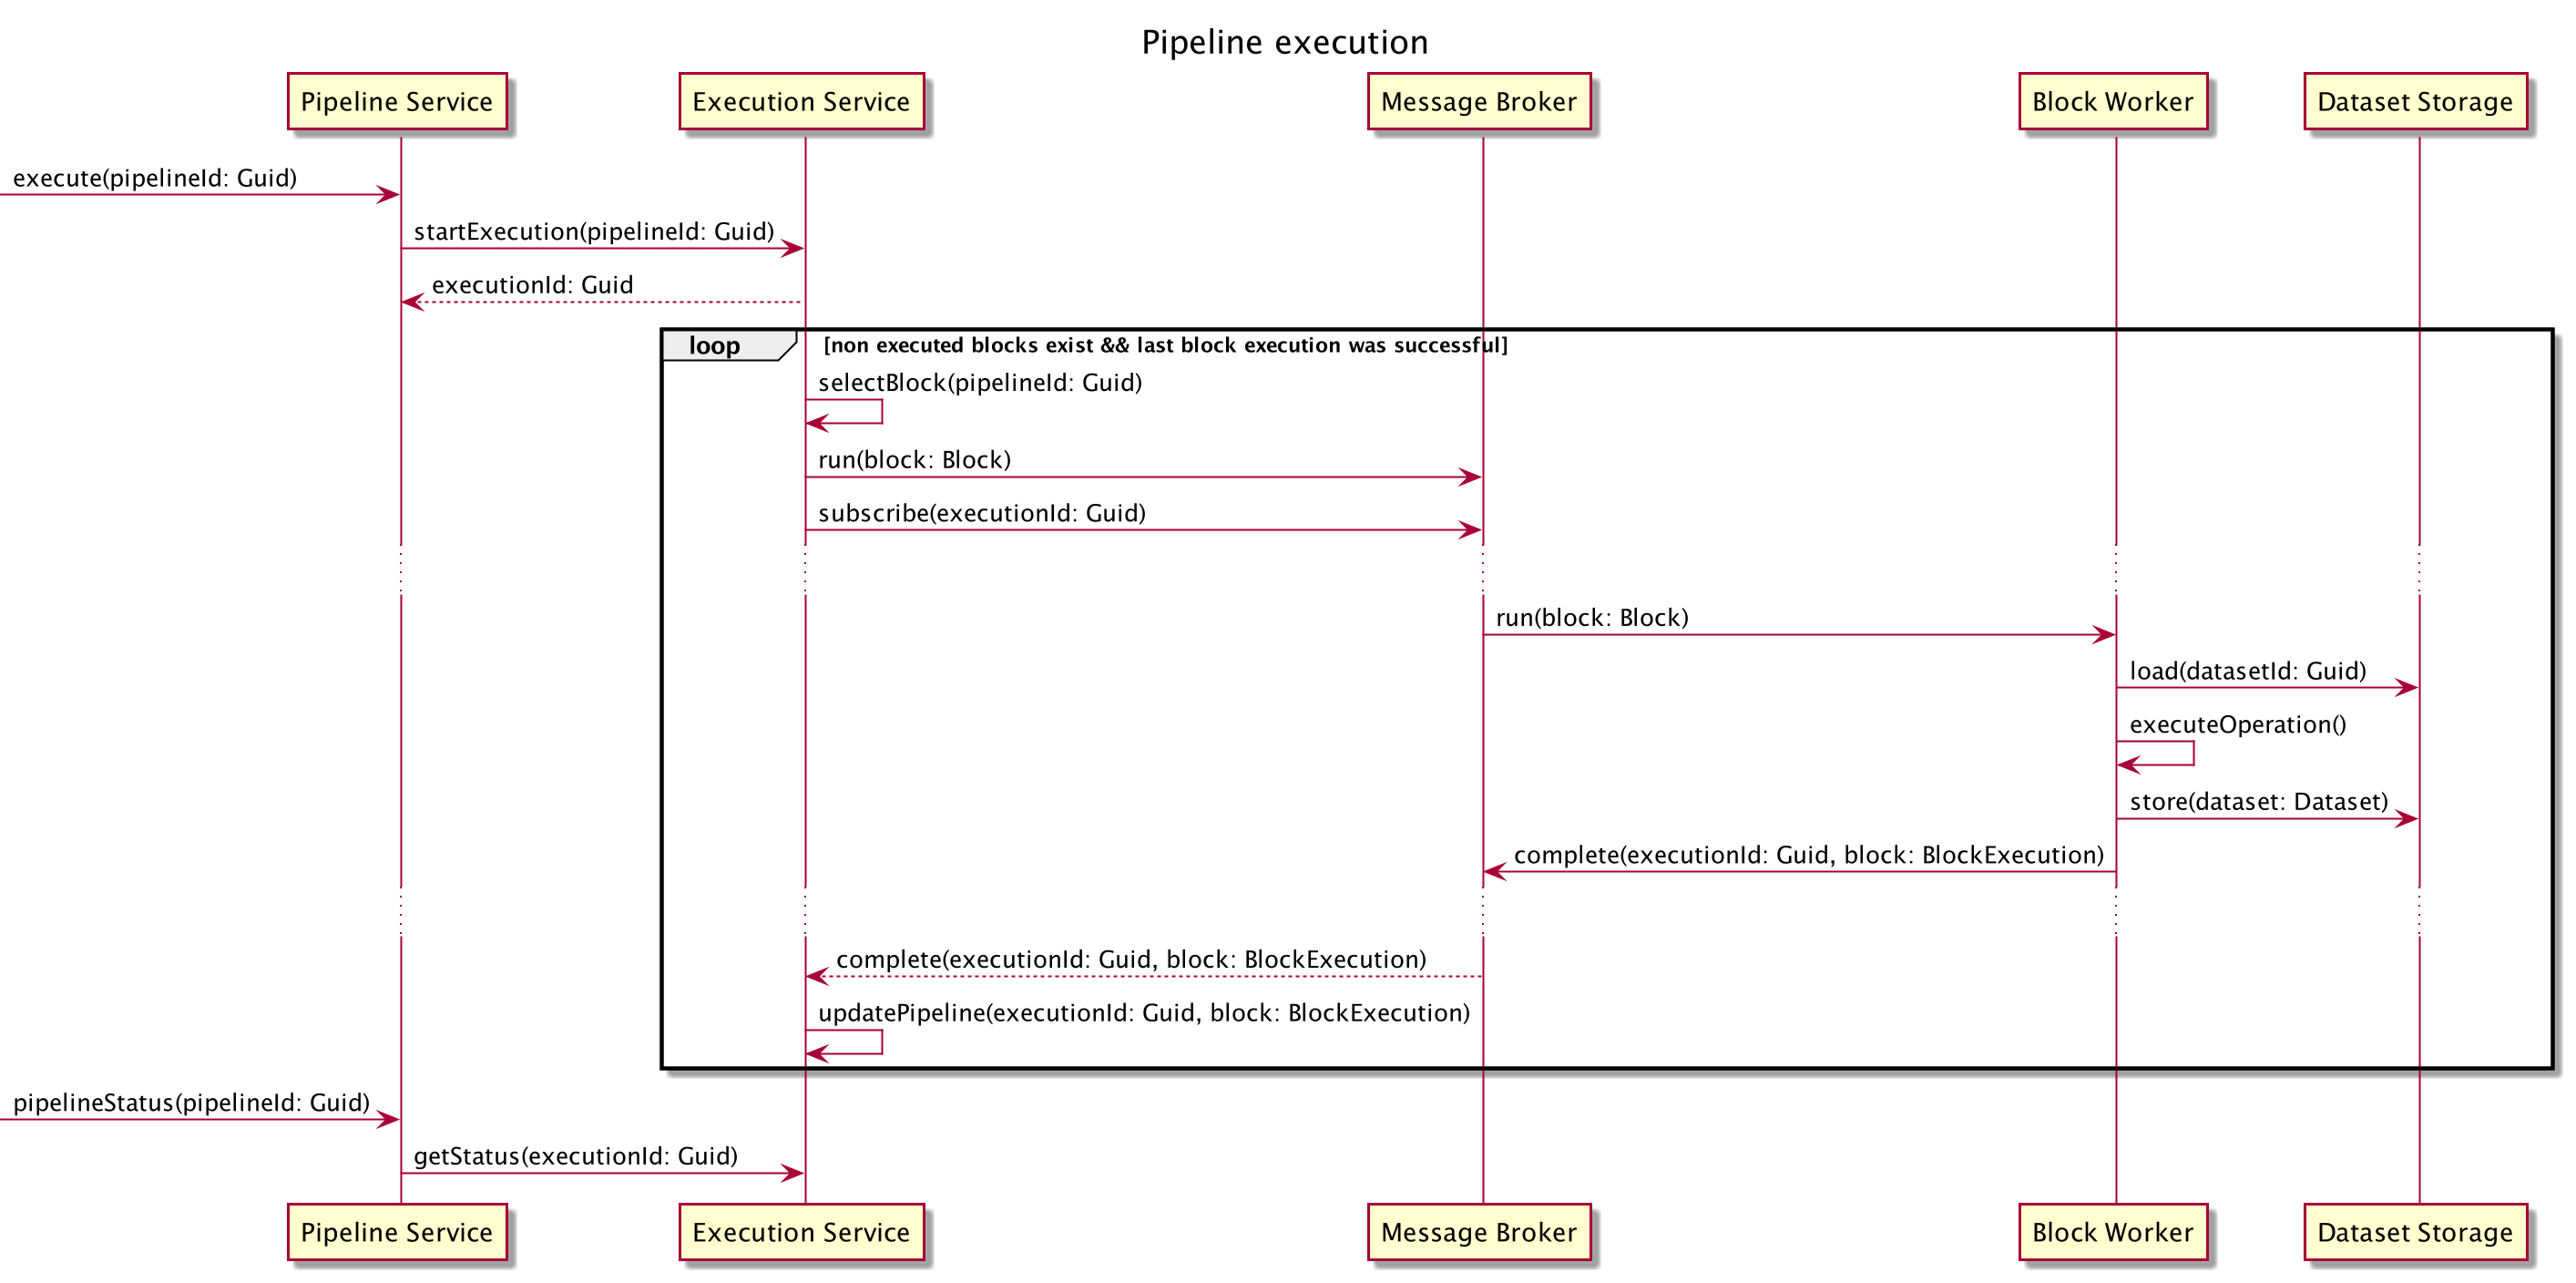 Pipeline execution
Pipeline Service
Execution Service
Message Broker
Block Worker
Dataset Storage
execute(pipelineId: Guid)
startExecution(pipelineId: Guid)
executionId: Guid
loop
[non executed blocks exist && last block execution was successful]
selectBlock(pipelineId: Guid)
run(block: Block)
subscribe(executionId: Guid)
run(block: Block)
load(datasetId: Guid)
executeOperation()
store(dataset: Dataset)
complete(executionId: Guid, block: BlockExecution)
complete(executionId: Guid, block: BlockExecution)
updatePipeline(executionId: Guid, block: BlockExecution)
pipelineStatus(pipelineId: Guid)
getStatus(executionId: Guid)
Pipeline Service
Execution Service
Message Broker
Block Worker
Dataset Storage